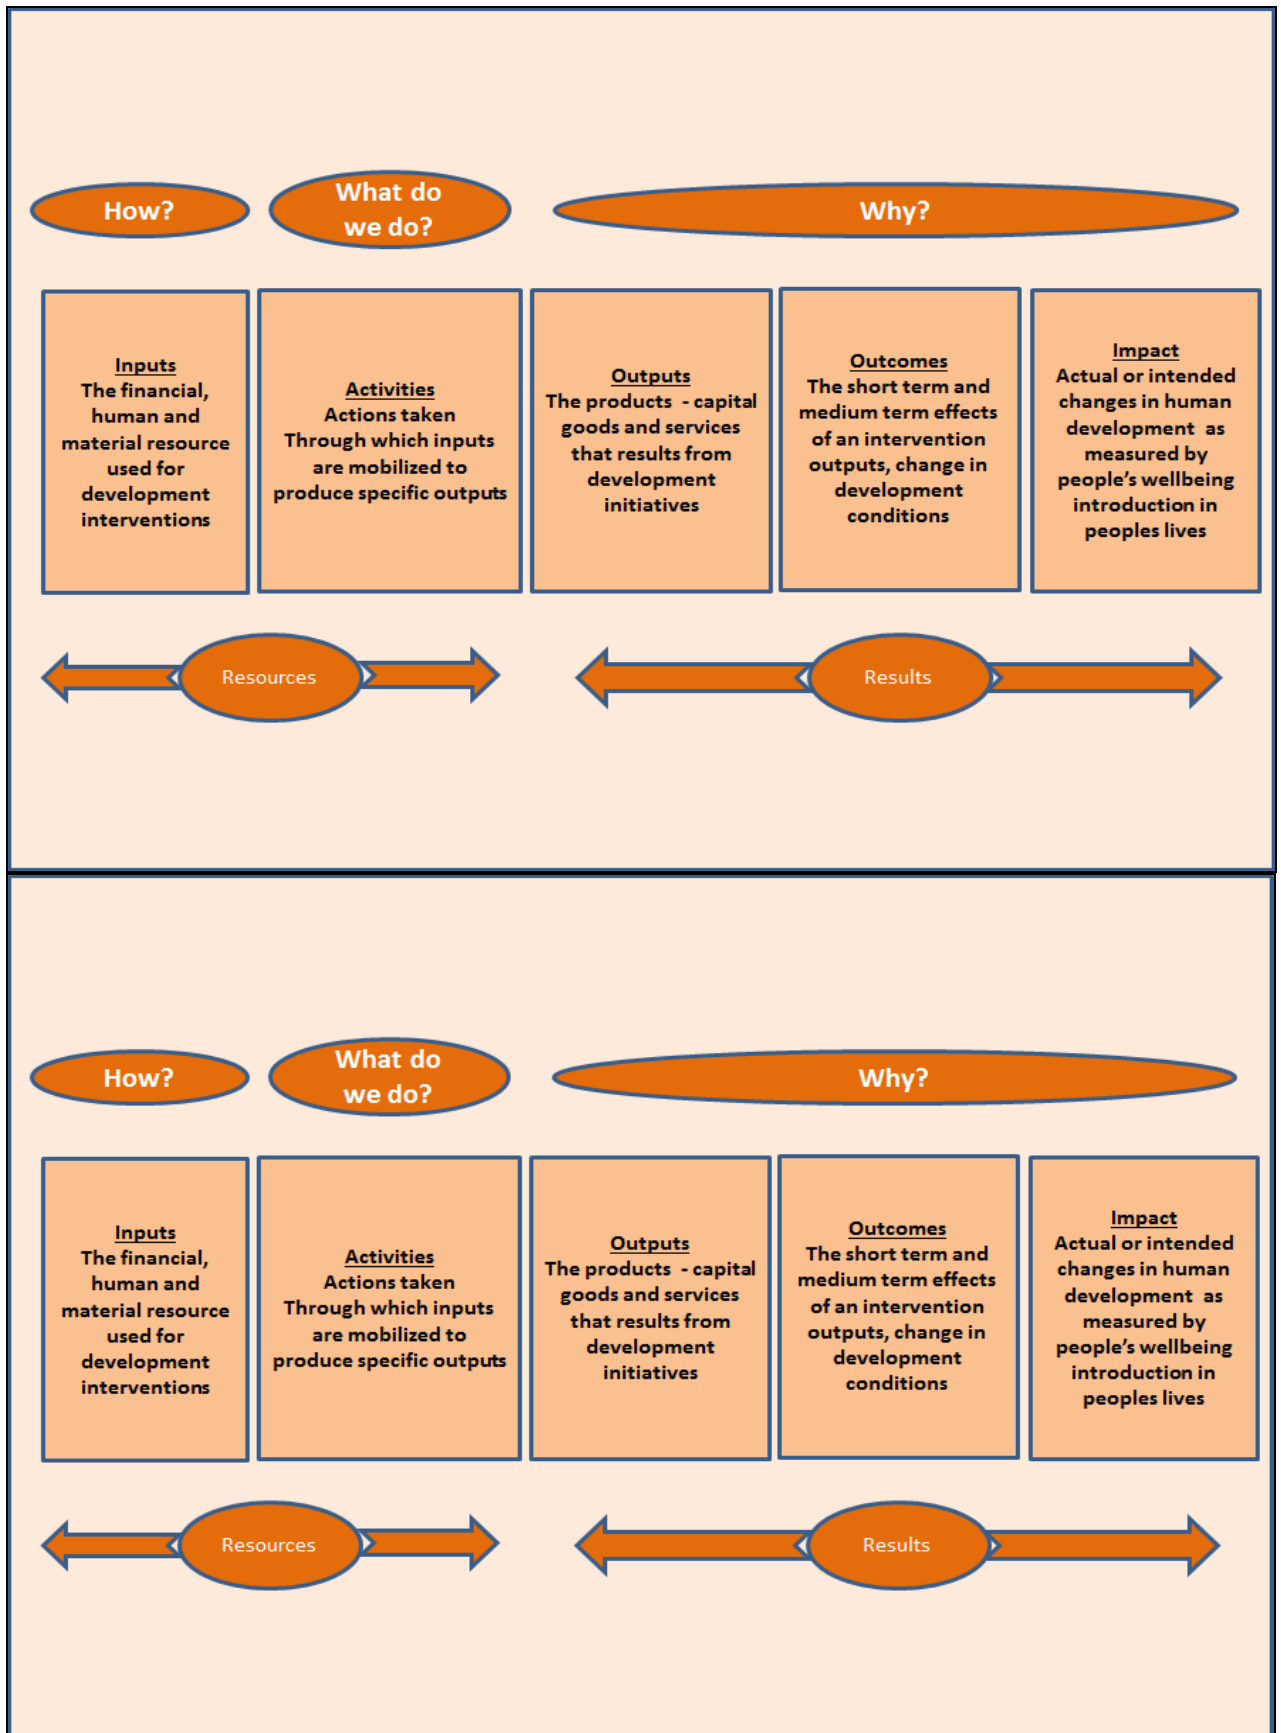 How?
What do
we do?
Why?
Inputs
The financial,
human and
material resource
used for
development
interventions
Activities
Actions taken
Through which inputs
are mobilized to
produce specific outputs
Outputs
The products  - capital
goods and services
that results from
development
initiatives
Outcomes
The short term and
medium term effects
of an intervention
outputs, change in
development
conditions
Impact
Actual or intended
changes in human
development  as
measured by
people’s wellbeing
introduction in
peoples lives
Resources
Results
How?
What do
we do?
Why?
Inputs
The financial,
human and
material resource
used for
development
interventions
Activities
Actions taken
Through which inputs
are mobilized to
produce specific outputs
Outputs
The products  - capital
goods and services
that results from
development
initiatives
Outcomes
The short term and
medium term effects
of an intervention
outputs, change in
development
conditions
Impact
Actual or intended
changes in human
development  as
measured by
people’s wellbeing
introduction in
peoples lives
Resources
Results